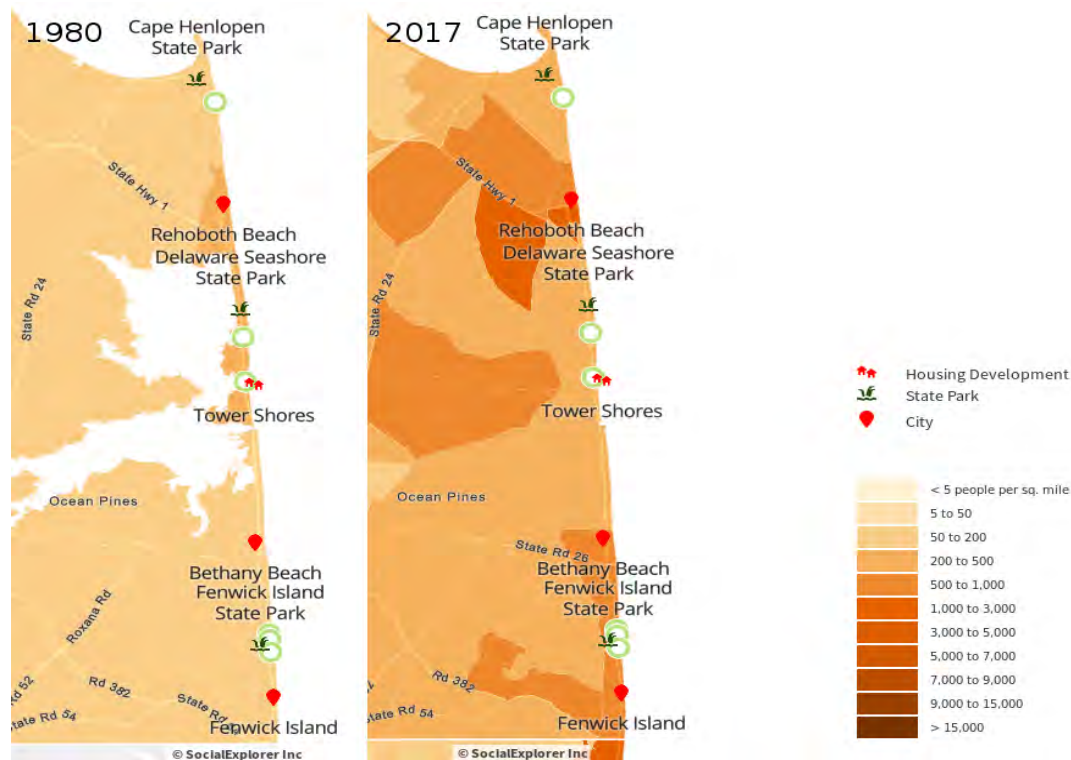 1980
Cape Henlopen
State Park
State Hwy 1
Rehoboth Beach
Delaware Seashore
State Park
State Rd 24
Tower Shores
Ocean Pines
Bethany Beach
Fenwick Island
State Park
Roxana Rd
Rd 52
Rd 382
State Rd
tate Rd 54
Fenwick Island
© SocialExplorer Inc
2017
Cape Henlopen
State Park
State Hwy 1
Rehoboth Beach
Delaware Seashore
State Park
State Rd 24
Tower Shores
Ocean Pines
State Rd 26
Bethany Beach
Fenwick Island
State Park
Rd 382
tate Rd 54
Fenwick Island
© SocialExplorer Inc
Housing Development
State Park
City
< 5 people per sq. mile
5 to 50
50 to 200
200 to 500
500 to 1,000
1,000 to 3,000
3,000 to 5,000
5,000 to 7,000
7,000 to 9,000
9,000 to 15,000
> 15,000